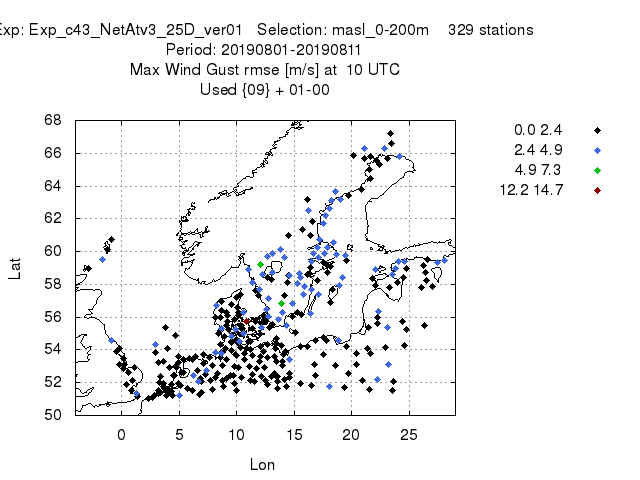 Exp: Exp_c43_NetAtv3_25D_ver01 Selection: masl_0-200m 329 stations
Period: 20190801-20190811
Max Wind Gust rmse [m/s] at 10 UTC
Used {09} + 01-00
68
66
64
62
60
58
56
54
52
50
Lat
0 5 10 15 20 25
Lon
0.0 2.4
2.4 4.9
4.9 7.3
12.2 14.7